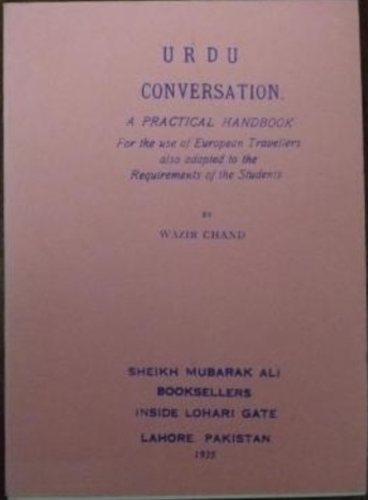 URDU
CONVERSATION.
A PRACTICAL HANDBOOK
For the use of European Travellers
also adapted to the
Requirements of the Students
BY
WAZIR CHAND
SHEIKH MUBARAK ALI
BOOKSELLERS
INSIDE LOHARI GATE
LAHORE, PAKISTAN